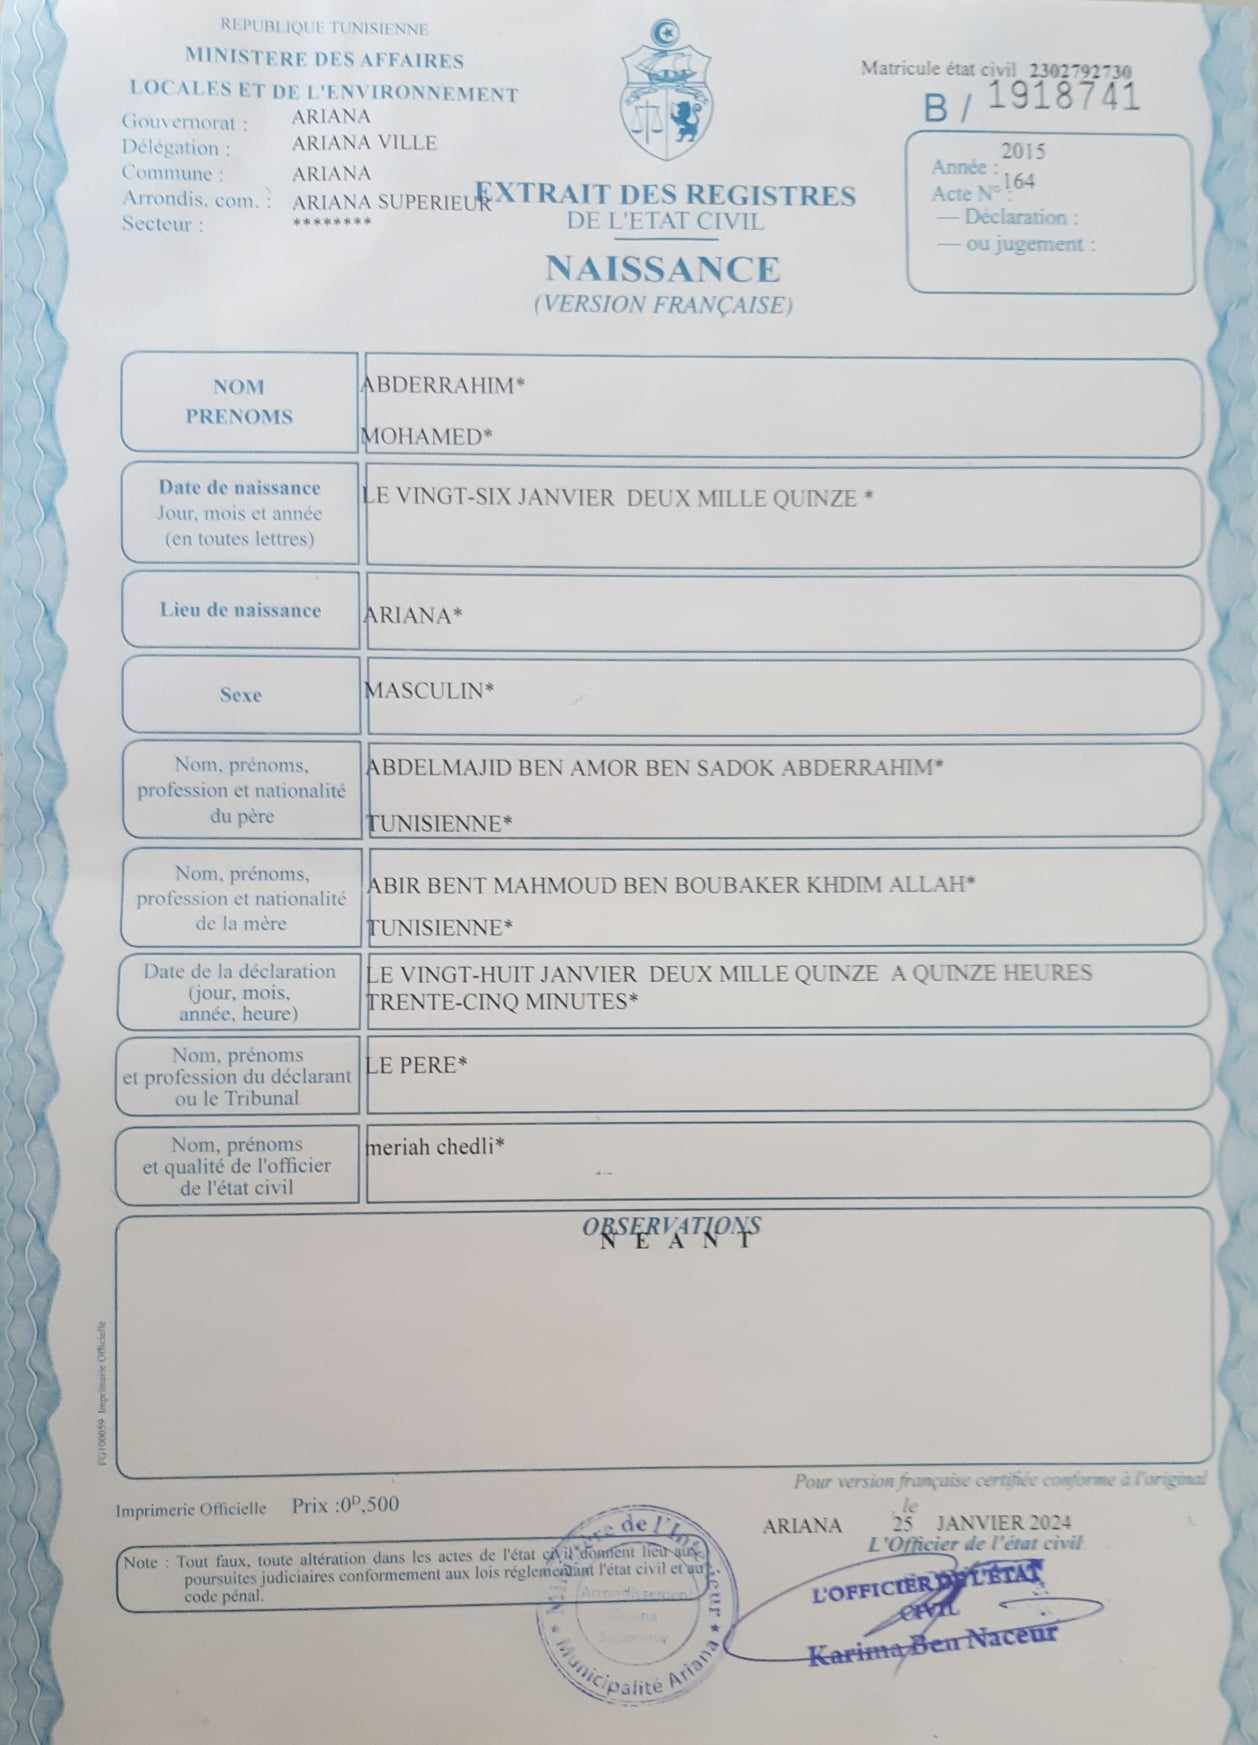 REPUBLIQUE TUNISIENNE
MINISTERE DES AFFAIRES
LOCALES ET DE L'ENVIRONNEMENT
Gouvernorat : ARIANA
Délégation : ARIANA VILLE
Commune : ARIANA
Arrondis. com. : ARIANA SUPERIEUR
Secteur : ********
Matricule état civil 2302792730
B / 1918741
Année : 2015
Acte N° : 164
— Déclaration :
— ou jugement :
EXTRAIT DES REGISTRES
DE L'ETAT CIVIL
NAISSANCE
(VERSION FRANÇAISE)
NOM
PRENOMS
ABDERRAHIM*
MOHAMED*
Date de naissance
Jour, mois et année
(en toutes lettres)
LE VINGT-SIX JANVIER DEUX MILLE QUINZE *
Lieu de naissance
ARIANA*
Sexe
MASCULIN*
Nom, prénoms,
profession et nationalité
du père
ABDELMAJID BEN AMOR BEN SADOK ABDERRAHIM*
TUNISIENNE*
Nom, prénoms,
profession et nationalité
de la mère
ABIR BENT MAHMOUD BEN BOUBAKER KHDIM ALLAH*
TUNISIENNE*
Date de la déclaration
(jour, mois,
année, heure)
LE VINGT-HUIT JANVIER DEUX MILLE QUINZE A QUINZE HEURES
TRENTE-CINQ MINUTES*
Nom, prénoms
et profession du déclarant
ou le Tribunal
LE PERE*
Nom, prénoms
et qualité de l'officier
de l'état civil
meriah chedli*
OBSERVATIONS
N E A N T
FG100059 Imprimerie Officielle
Pour version française certifiée conforme à l'original
Imprimerie Officielle Prix :0ᴰ,500
le
ARIANA 25 JANVIER 2024
L'Officier de l'état civil
Note : Tout faux, toute altération dans les actes de l'état civil donnent lieu aux
poursuites judiciaires conformement aux lois réglementant l'état civil et au
code pénal.
Ministère de l'Intérieur
Arrondissement
Ariana
Superieur
* Municipalité Ariana *
L'OFFICIER DE L'ÉTAT
CIVIL
Karima Ben Naceur